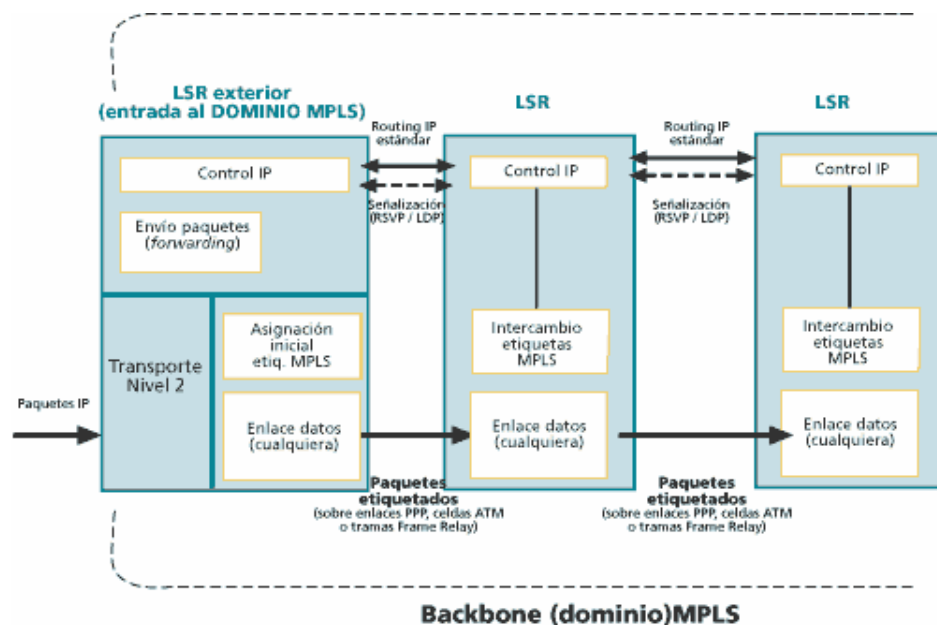 LSR exterior
(entrada al DOMINIO MPLS)
LSR
LSR
Routing IP
estándar
Routing IP
estándar
Control IP
Control IP
Control IP
Señalización
(RSVP / LDP)
Señalización
(RSVP / LDP)
Envío paquetes
(forwarding)
Asignación
inicial
etiq. MPLS
Intercambio
etiquetas
MPLS
Intercambio
etiquetas
MPLS
Transporte
Nivel 2
Paquetes IP
Enlace datos
(cualquiera)
Enlace datos
(cualquiera)
Enlace datos
(cualquiera)
Paquetes
etiquetados
(sobre enlaces PPP, celdas ATM
o tramas Frame Relay)
Paquetes
etiquetados
(sobre enlaces PPP, celdas ATM
o tramas Frame Relay)
Backbone (dominio)MPLS